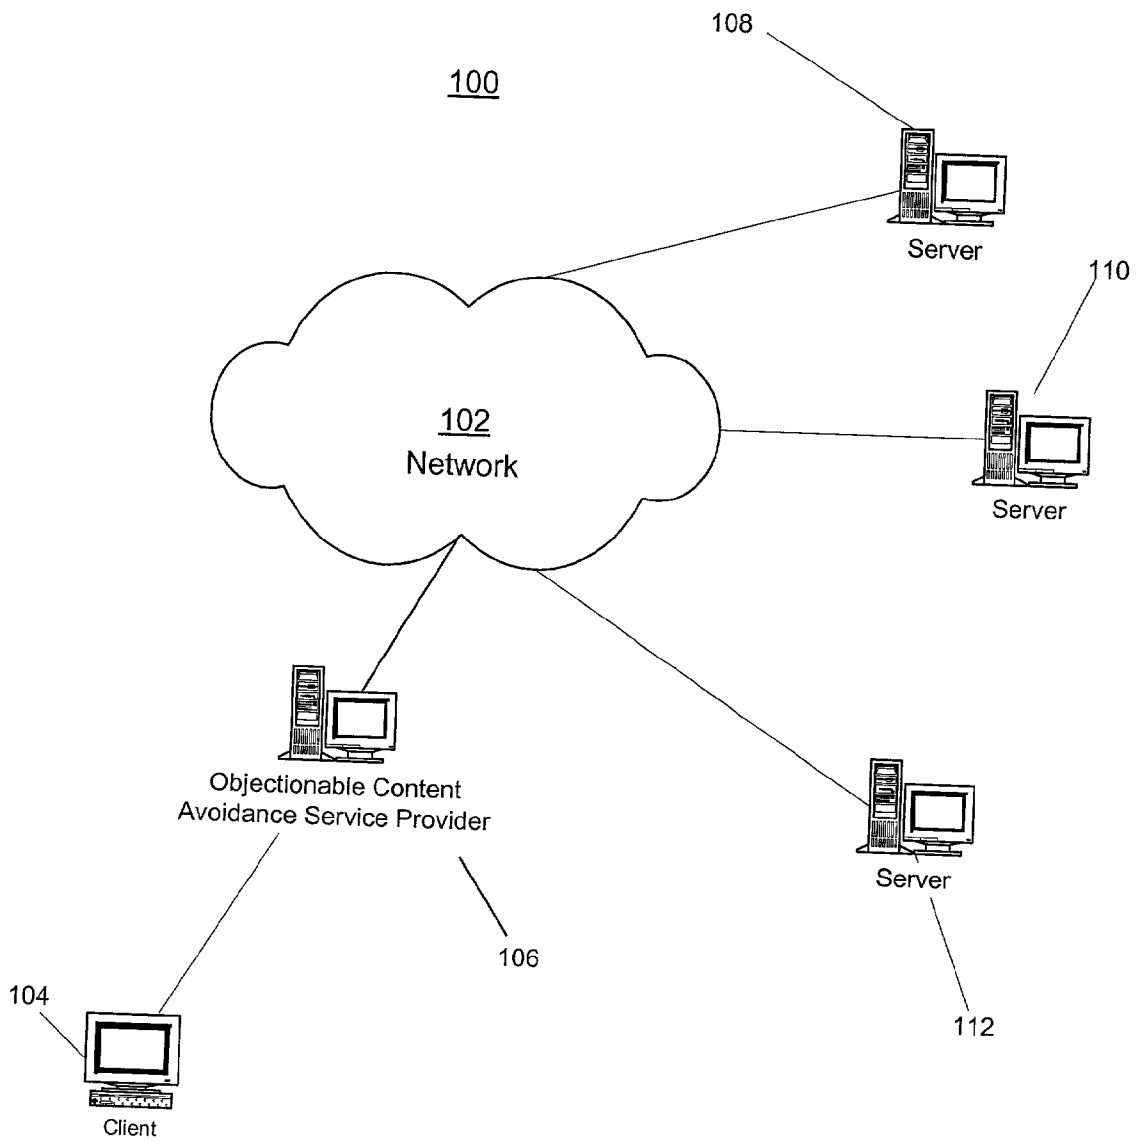 108
100
Server
110
102
Network
Server
Objectionable Content
Avoidance Service Provider
Server
106
104
112
Client